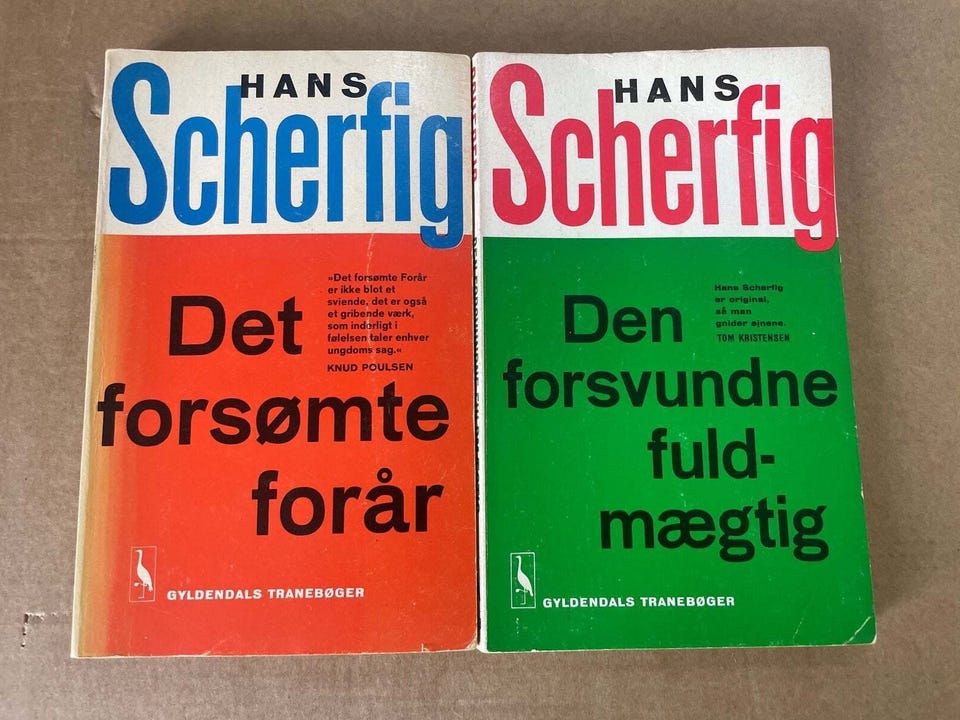 HANS
Scherfig
Det
forsømte
forår
»Det forsømte Forår
er ikke blot et
sviende, det er også
et gribende værk,
som inderligt i
følelsen taler enhver
ungdoms sag.«
KNUD POULSEN
GYLDENDALS TRANEBØGER
HANS
Scherfig
Den
forsvundne
fuld-
mægtig
Hans Scherfig
er original,
så man
gnider øjnene.
TOM KRISTENSEN
GYLDENDALS TRANEBØGER